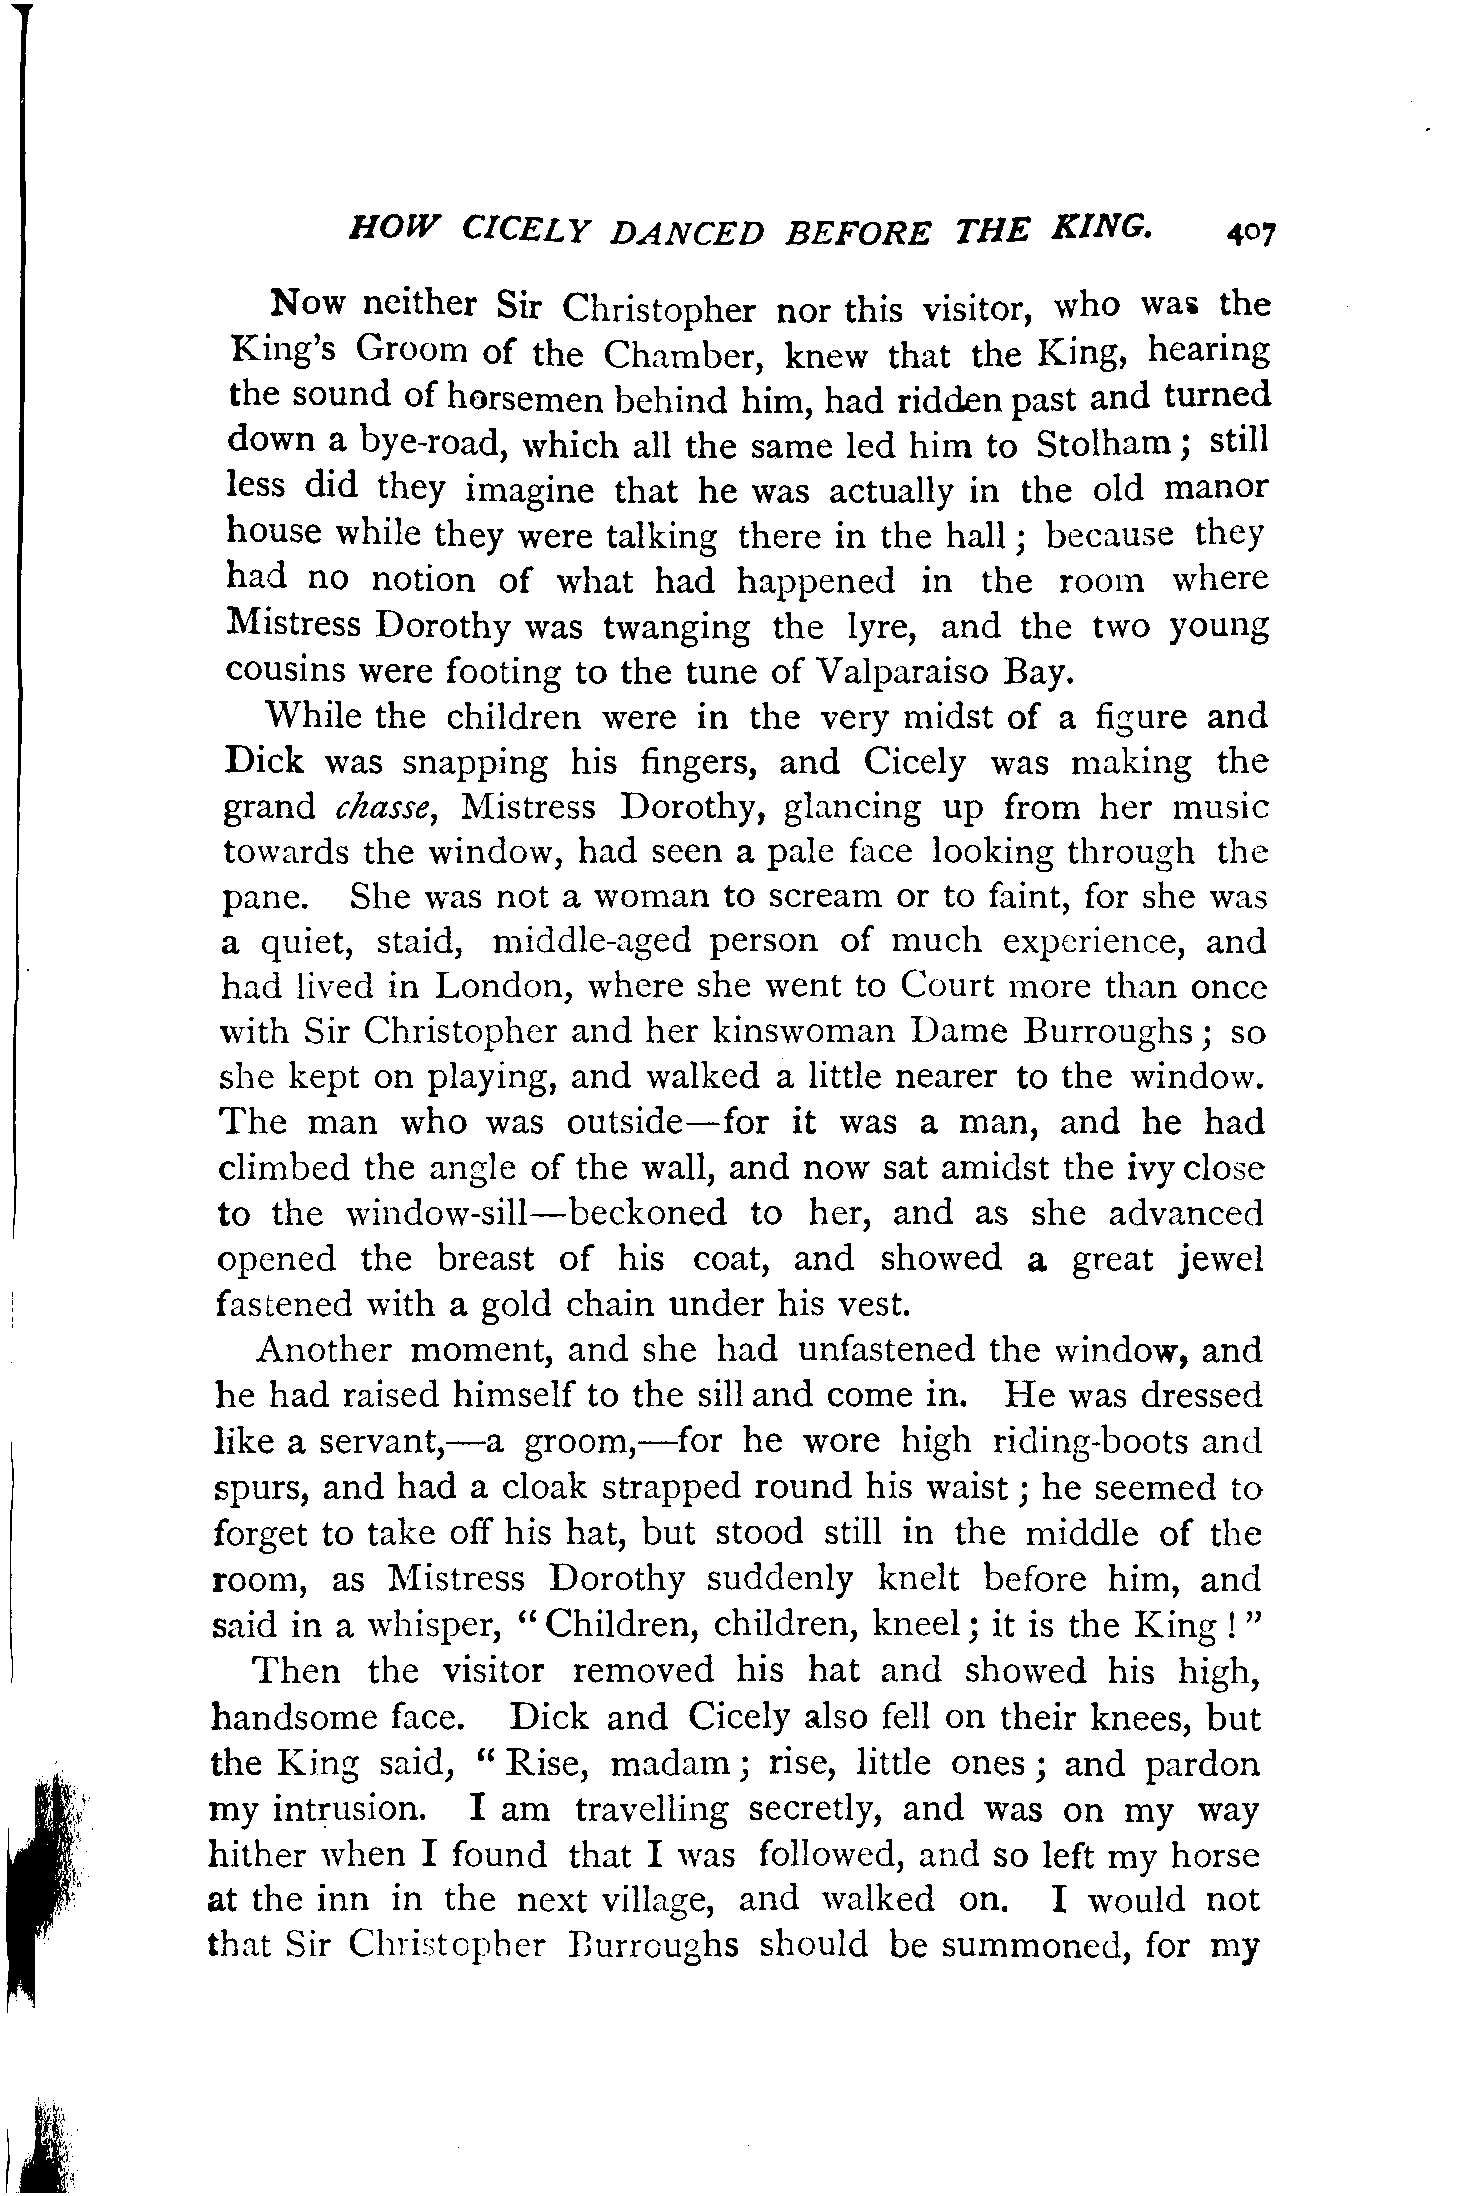 HOW CICELY DANCED BEFORE THE KING. 407
Now neither Sir Christopher nor this visitor, who was the
King's Groom of the Chamber, knew that the King, hearing
the sound of horsemen behind him, had ridden past and turned
down a bye-road, which all the same led him to Stolham; still
less did they imagine that he was actually in the old manor
house while they were talking there in the hall; because they
had no notion of what had happened in the room where
Mistress Dorothy was twanging the lyre, and the two young
cousins were footing to the tune of Valparaiso Bay.
While the children were in the very midst of a figure and
Dick was snapping his fingers, and Cicely was making the
grand chasse, Mistress Dorothy, glancing up from her music
towards the window, had seen a pale face looking through the
pane. She was not a woman to scream or to faint, for she was
a quiet, staid, middle-aged person of much experience, and
had lived in London, where she went to Court more than once
with Sir Christopher and her kinswoman Dame Burroughs; so
she kept on playing, and walked a little nearer to the window.
The man who was outside—for it was a man, and he had
climbed the angle of the wall, and now sat amidst the ivy close
to the window-sill—beckoned to her, and as she advanced
opened the breast of his coat, and showed a great jewel
fastened with a gold chain under his vest.
Another moment, and she had unfastened the window, and
he had raised himself to the sill and come in. He was dressed
like a servant,—a groom,—for he wore high riding-boots and
spurs, and had a cloak strapped round his waist; he seemed to
forget to take off his hat, but stood still in the middle of the
room, as Mistress Dorothy suddenly knelt before him, and
said in a whisper, "Children, children, kneel; it is the King!"
Then the visitor removed his hat and showed his high,
handsome face. Dick and Cicely also fell on their knees, but
the King said, "Rise, madam; rise, little ones; and pardon
my intrusion. I am travelling secretly, and was on my way
hither when I found that I was followed, and so left my horse
at the inn in the next village, and walked on. I would not
that Sir Christopher Burroughs should be summoned, for my